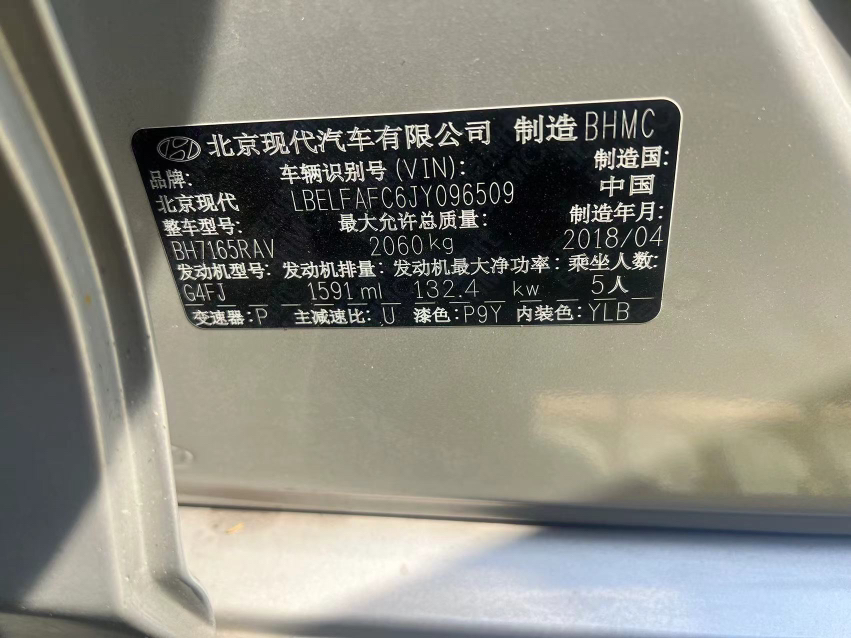 北京现代汽车有限公司 制造 BHMC
品牌: 车辆识别号(VIN): 制造国:
北京现代 LBELFAFC6JY096509 中国
整车型号: 最大允许总质量: 制造年月:
BH7165RAV 2060kg 2018/04
发动机型号: 发动机排量: 发动机最大净功率: 乘坐人数:
G4FJ 1591 ml 132.4 kw 5人
变速器:P 主减速比:U 漆色:P9Y 内装色:YLB